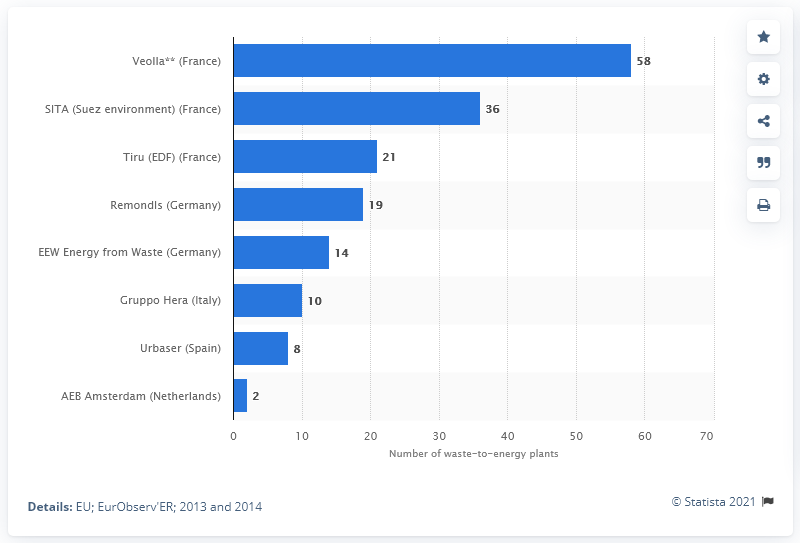 Veolla** (France) 58
SITA (Suez environment) (France) 36
Tiru (EDF) (France) 21
Remondls (Germany) 19
EEW Energy from Waste (Germany) 14
Gruppo Hera (Italy) 10
Urbaser (Spain) 8
AEB Amsterdam (Netherlands) 2
0 10 20 30 40 50 60 70
Number of waste-to-energy plants
Details: EU; EurObserv'ER; 2013 and 2014
© Statista 2021